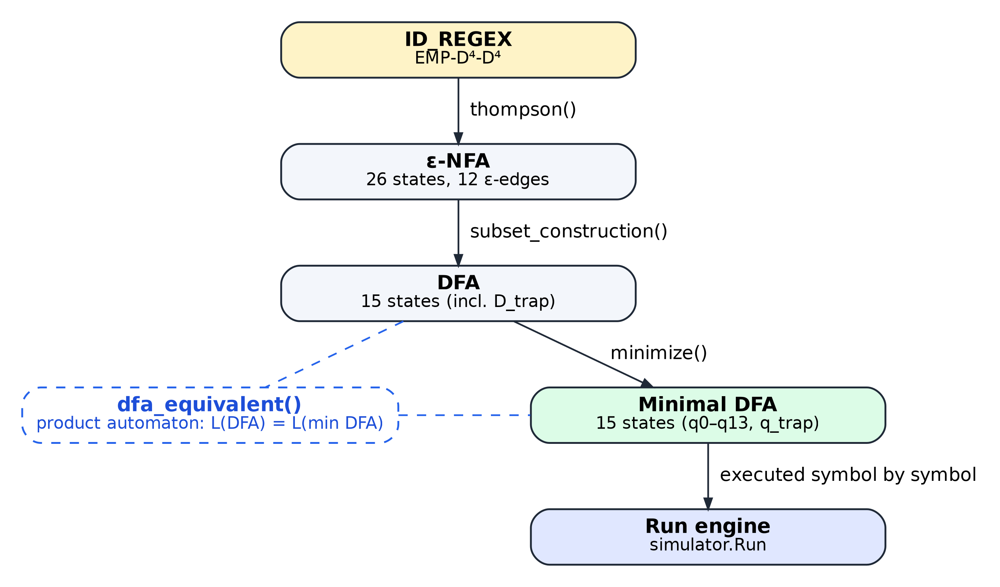 ID_REGEX
EMP-D⁴-D⁴
thompson()
ε-NFA
26 states, 12 ε-edges
subset_construction()
DFA
15 states (incl. D_trap)
minimize()
dfa_equivalent()
product automaton: L(DFA) = L(min DFA)
Minimal DFA
15 states (q0–q13, q_trap)
executed symbol by symbol
Run engine
simulator.Run